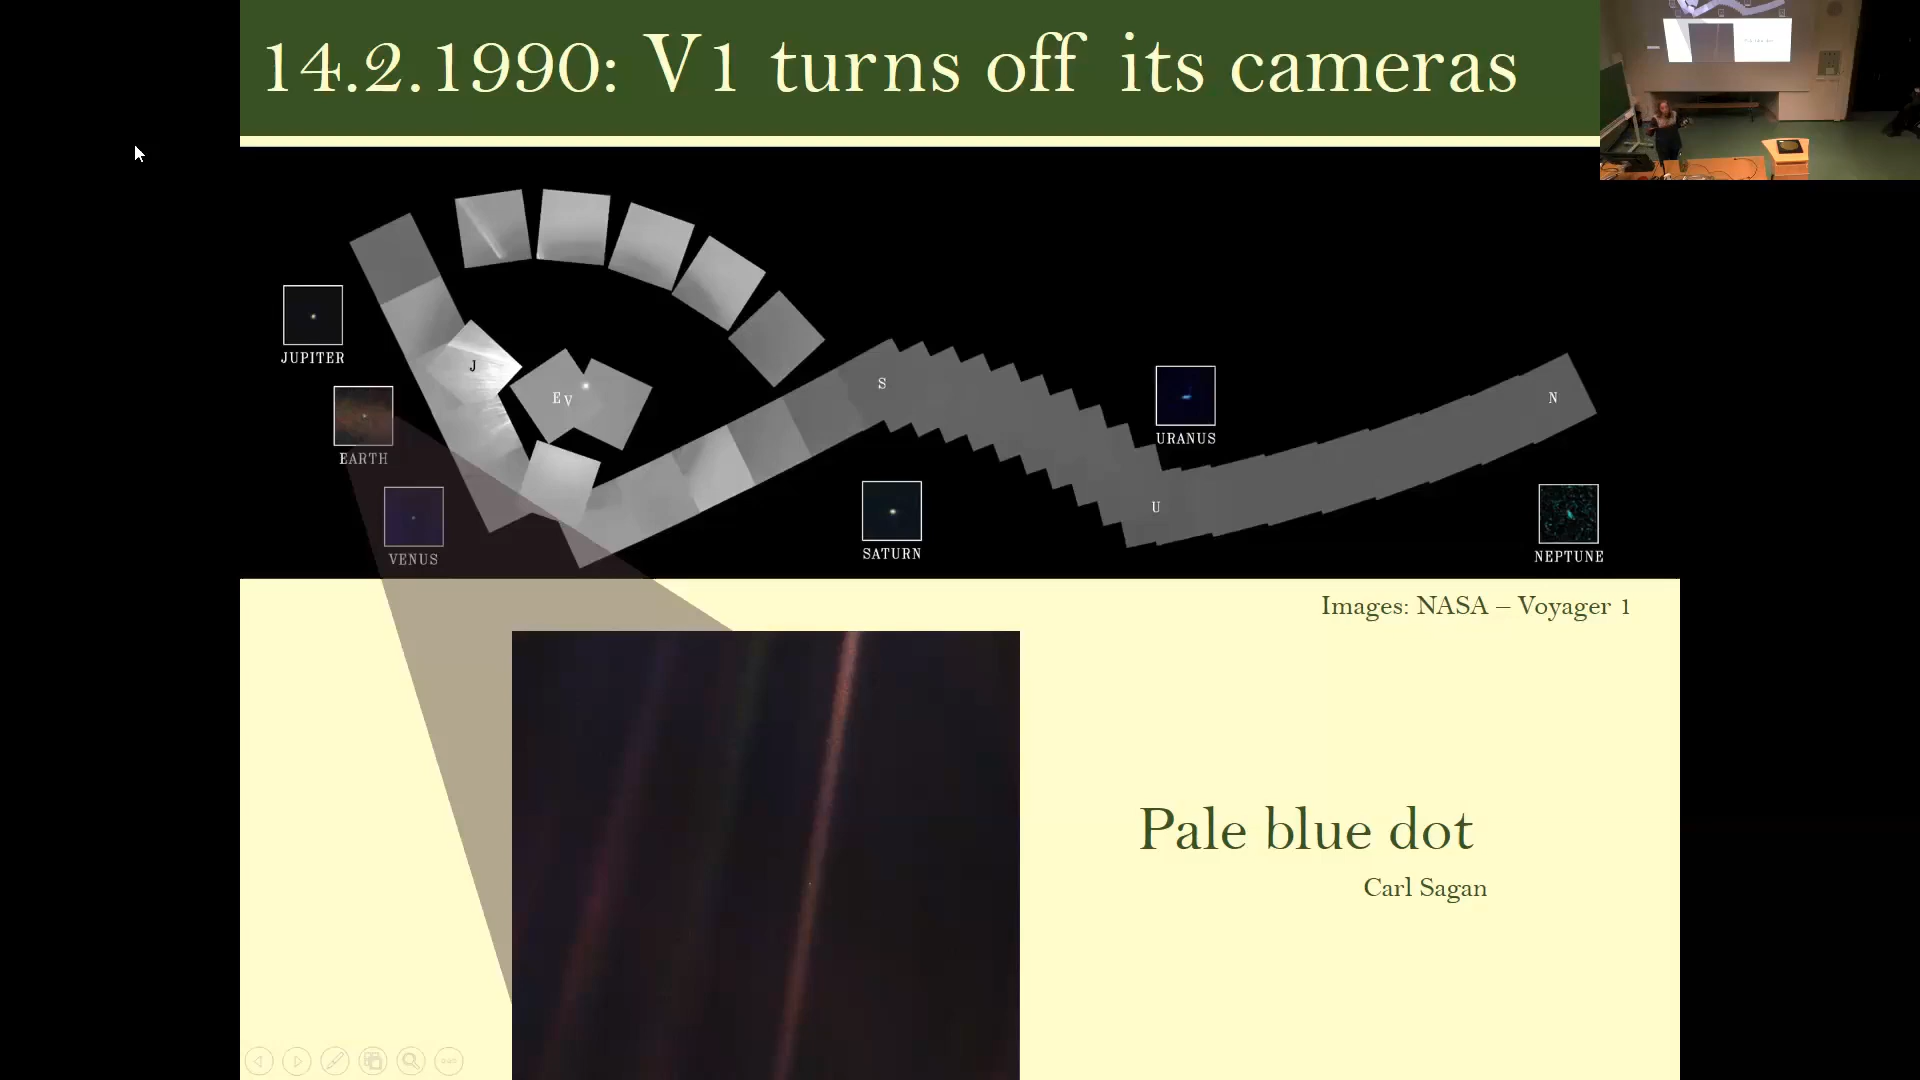 14.2.1990: V1 turns off its cameras
JUPITER
J
EARTH
E V
S
URANUS
N
VENUS
U
SATURN
NEPTUNE
Images: NASA – Voyager 1
Pale blue dot
Carl Sagan